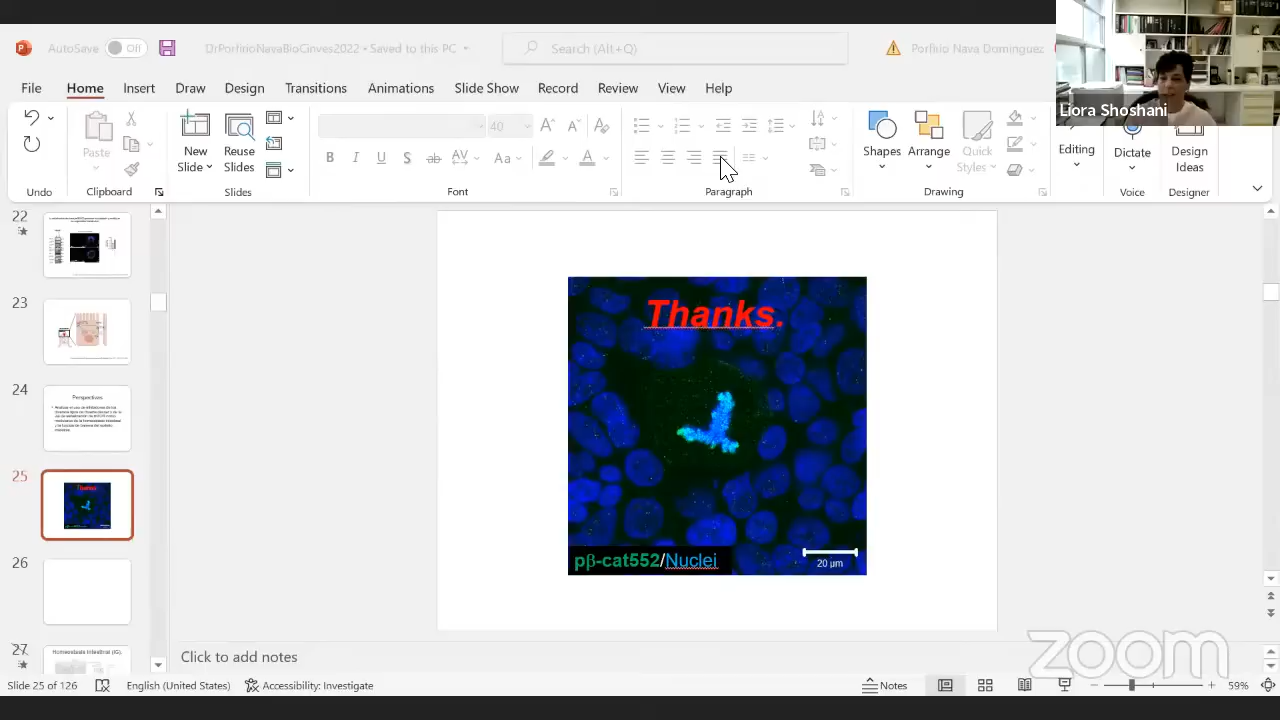 AutoSave Off DrPorfirioNavaBioCinves2022 • Saved to this PC Search (Alt+Q) Porfirio Nava Dominguez
Liora Shoshani
File Home Insert Draw Design Transitions Animations Slide Show Record Review View Help
40
Paste New Slide Reuse Slides Shapes Arrange Quick Styles Editing Dictate Design Ideas
Undo Clipboard Slides Font Paragraph Drawing Voice Designer
22
23
24
Perspectives
25
26
27
Homeostasis Intestinal (IG).
Thanks.
pβ-cat552/Nuclei
20 µm
Click to add notes
zoom
Slide 25 of 126 English (United States) Accessibility: Investigate Notes 59%